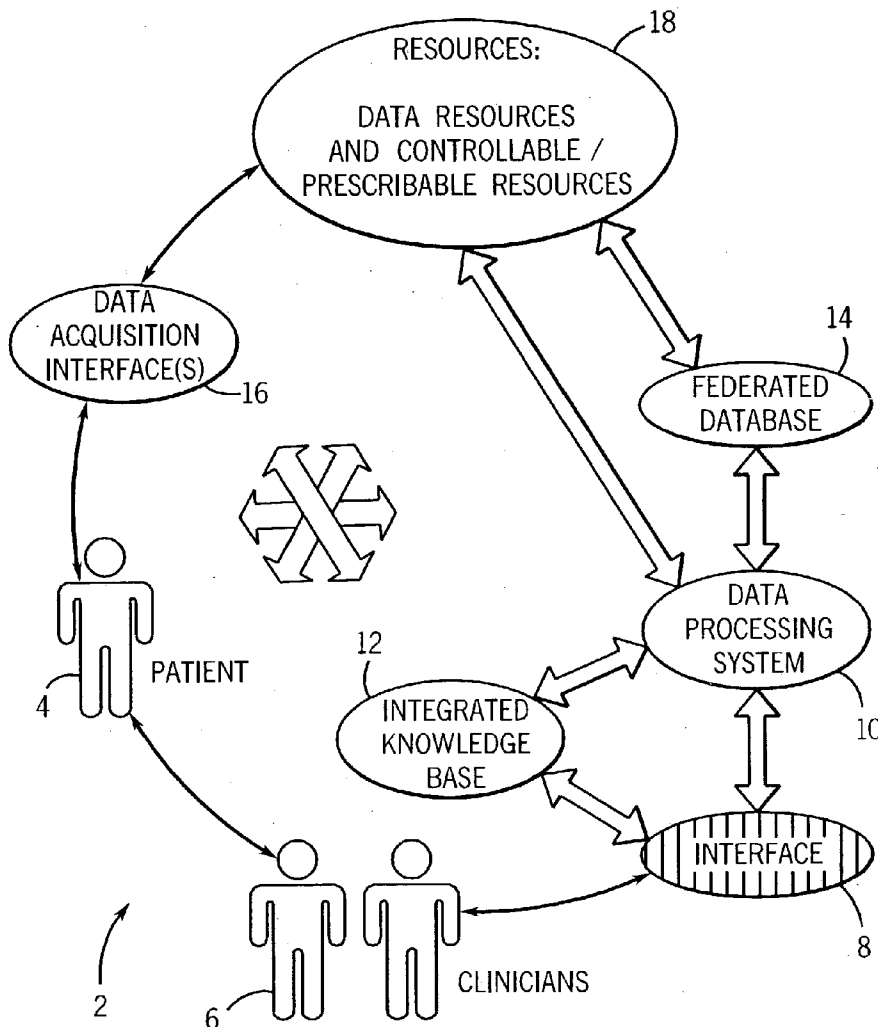 18
RESOURCES:
DATA RESOURCES
AND CONTROLLABLE /
PRESCRIBABLE RESOURCES
DATA
ACQUISITION
INTERFACE(S)
16
14
FEDERATED
DATABASE
DATA
PROCESSING
SYSTEM
10
12
INTEGRATED
KNOWLEDGE
BASE
4
PATIENT
INTERFACE
8
2
6
CLINICIANS